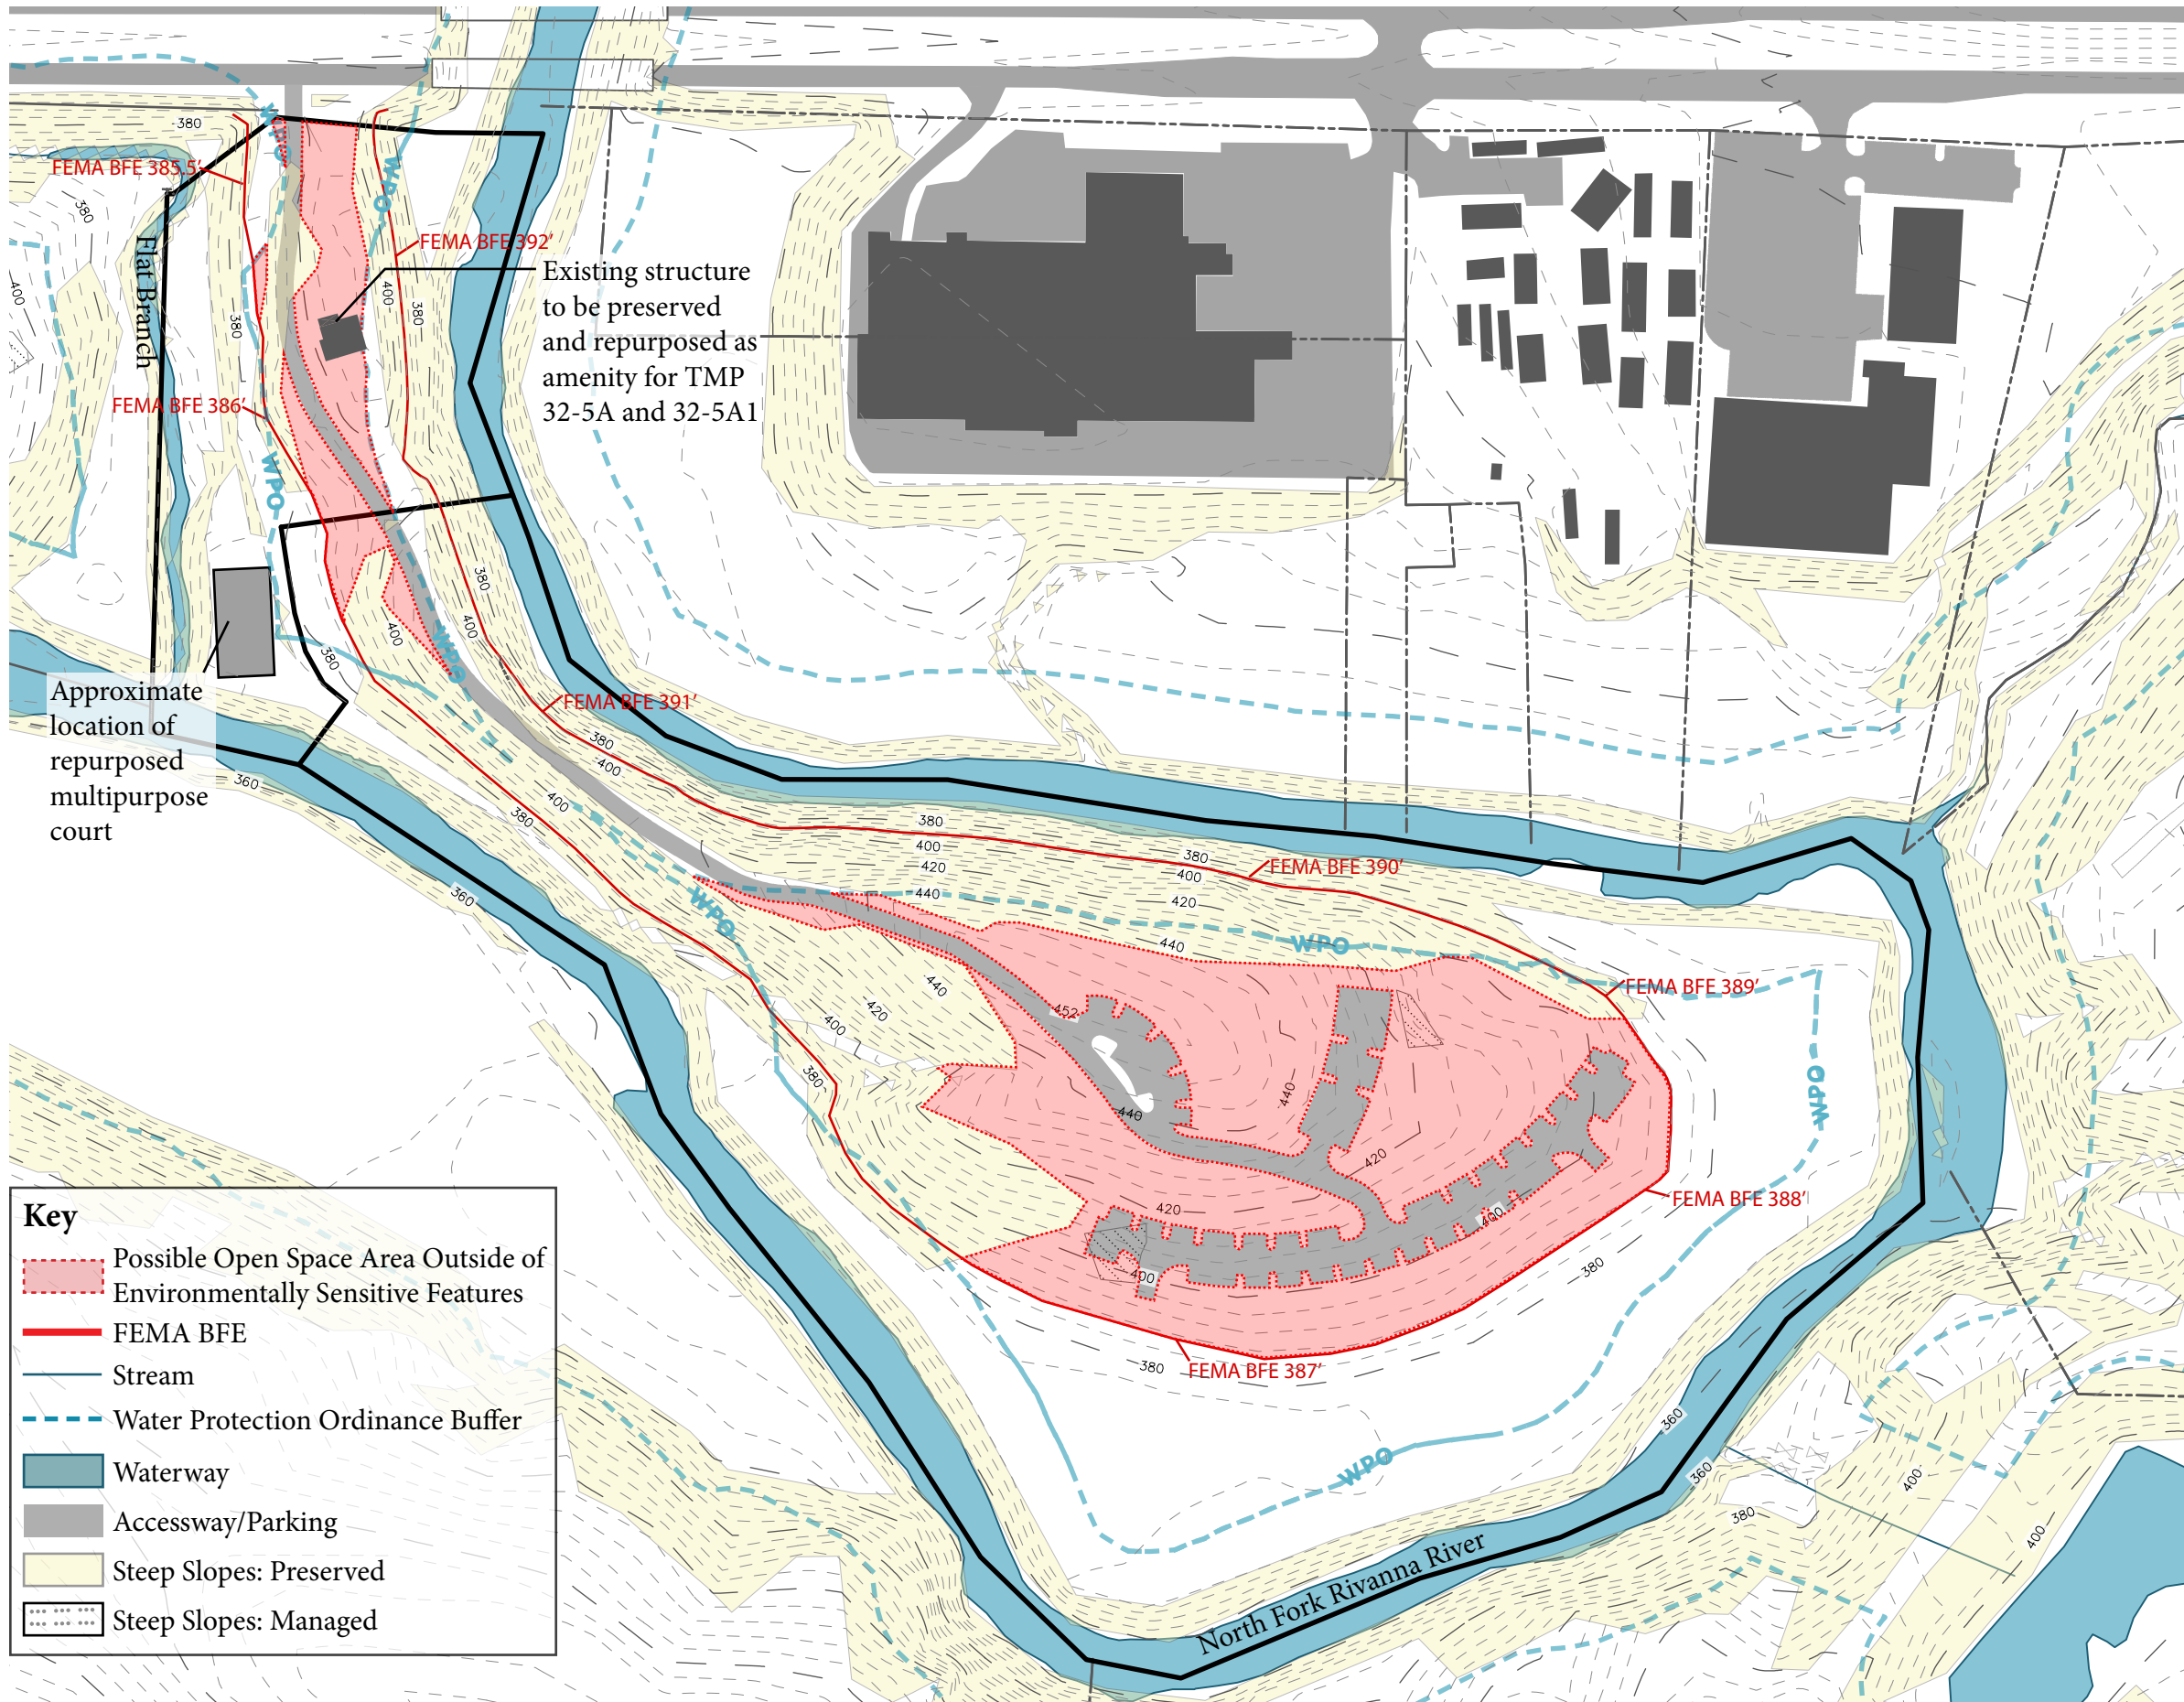 WPO
380
FEMA BFE 385.5'
WPO
380
Flat Branch
FEMA BFE 392'
Existing structure
to be preserved
and repurposed as
amenity for TMP
32-5A and 32-5A1
400
400
380
380
FEMA BFE 386'
WPO
380
400
400
380
WPO
FEMA BFE 391'
Approximate
location of
repurposed
multipurpose
court
380
400
360
400
380
380
400
420
440
380
400
420
440
FEMA BFE 390'
360
WPO
WPO
FEMA BFE 389'
440
420
400
452
380
440
440
WPO
420
FEMA BFE 388'
420
400
400
380
380
FEMA BFE 387'
Key
Possible Open Space Area Outside of
Environmentally Sensitive Features
FEMA BFE
Stream
Water Protection Ordinance Buffer
Waterway
Accessway/Parking
Steep Slopes: Preserved
Steep Slopes: Managed
WPO
360
360
400
380
400
North Fork Rivanna River